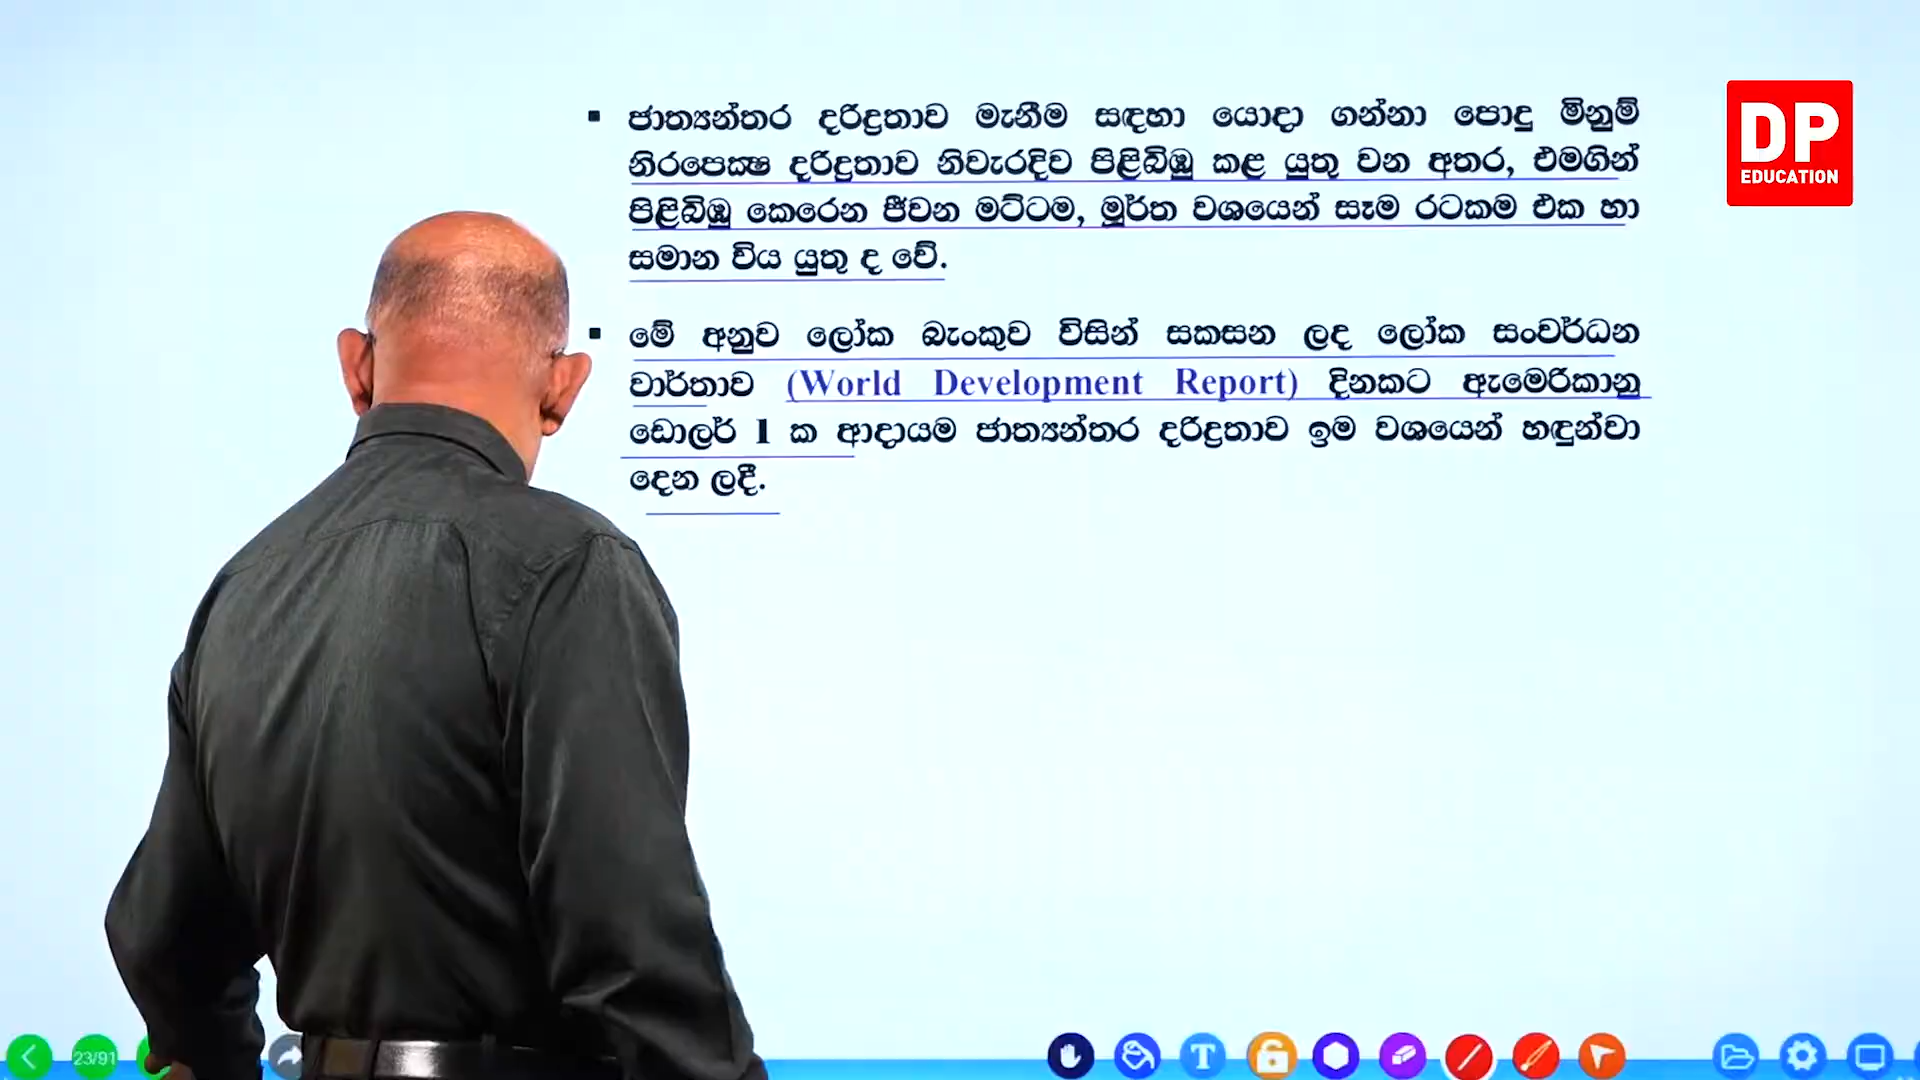 DP
EDUCATION
▪ ජාත්‍යන්තර දරිද්‍රතාව මැනීම සඳහා යොදා ගන්නා පොදු මිනුම්
නිරපෙක්‍ෂ දරිද්‍රතාව නිවැරදිව පිළිබිඹු කළ යුතු වන අතර, එමගින්
පිළිබිඹු කෙරෙන ජීවන මට්ටම, මූර්ත වශයෙන් සෑම රටකම එක හා
සමාන විය යුතු ද වේ.
▪ මේ අනුව ලෝක බැංකුව විසින් සකසන ලද ලෝක සංවර්ධන
වාර්තාව (World Development Report) දිනකට ඇමෙරිකානු
ඩොලර් 1 ක ආදායම ජාත්‍යන්තර දරිද්‍රතාව ඉම වශයෙන් හඳුන්වා
දෙන ලදී.
23/91
T